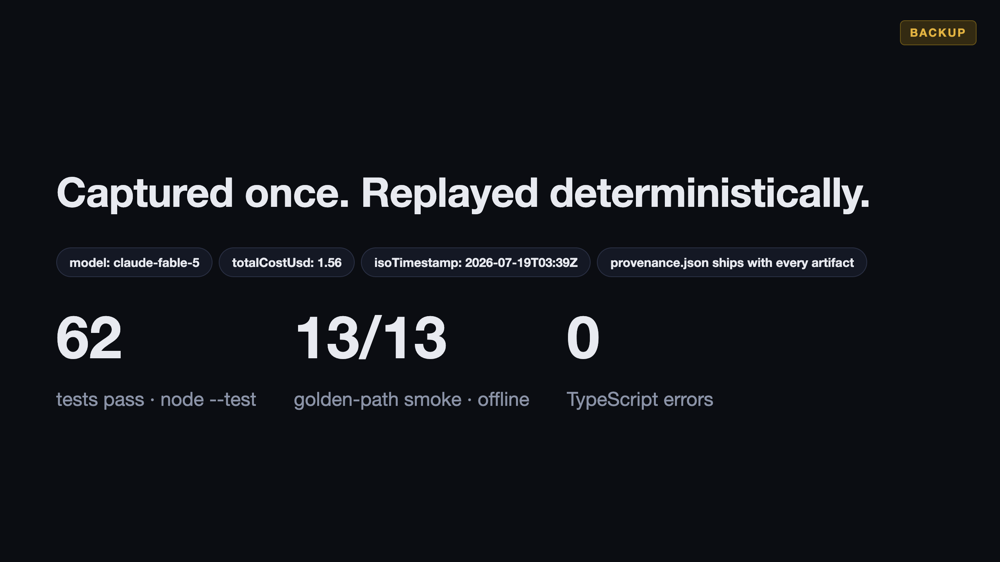 BACKUP
Captured once. Replayed deterministically.
model: claude-fable-5 totalCostUsd: 1.56 isoTimestamp: 2026-07-19T03:39Z provenance.json ships with every artifact
62 13/13 0
tests pass · node --test golden-path smoke · offline TypeScript errors